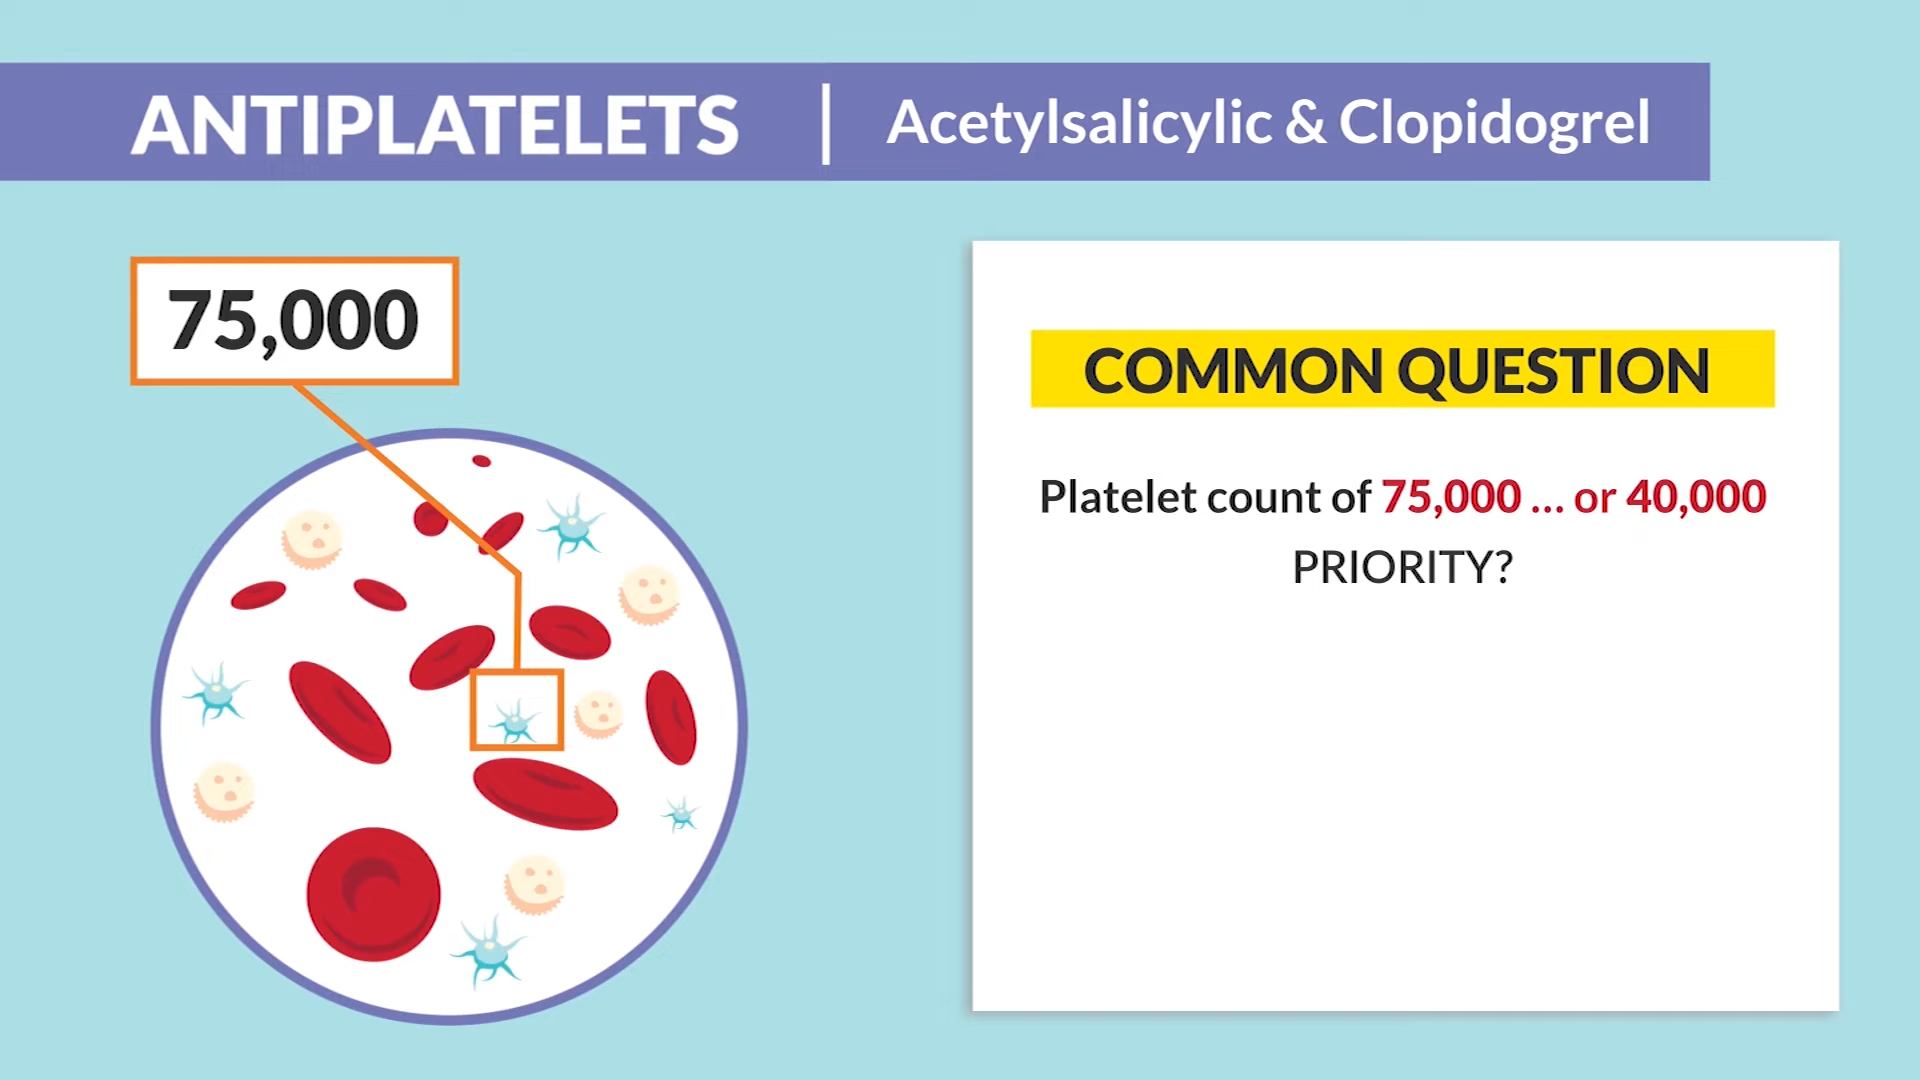 ANTIPLATELETS | Acetylsalicylic & Clopidogrel
75,000
COMMON QUESTION
Platelet count of 75,000 ... or 40,000
PRIORITY?